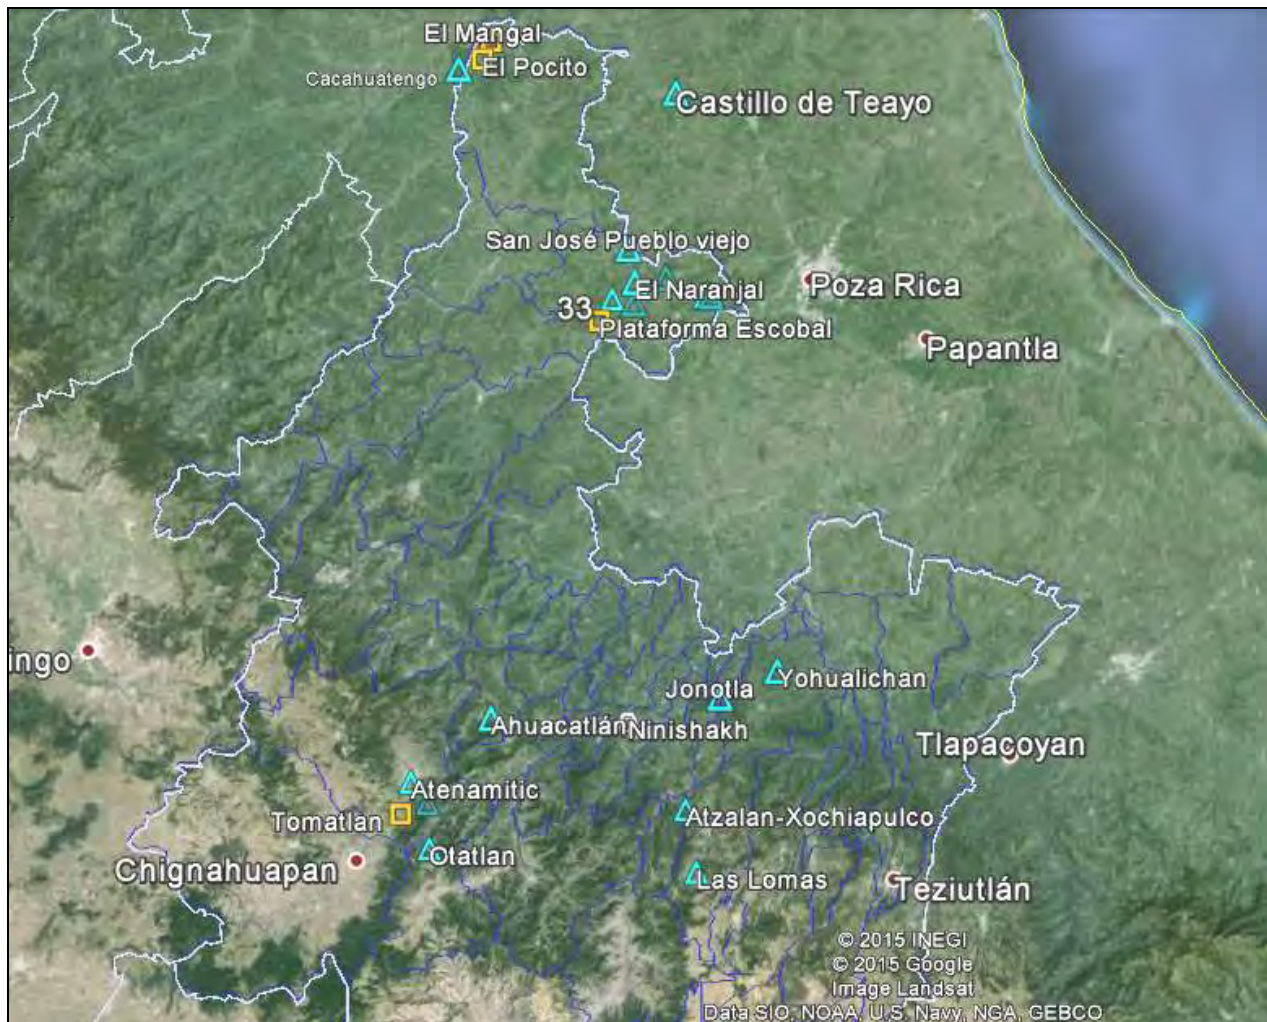 El Mangal
El Pocito
Cacahuatengo
Castillo de Teayo
San José Pueblo viejo
El Naranjal
Poza Rica
33
Plataforma Escobal
Papantla
ingo
Yohualichan
Jonotla
Ahuacatlán
Ninishakh
Tlapacoyan
Atenamitic
Tomatlan
Atzalan-Xochiapulco
Otatlan
Chignahuapan
Las Lomas
Teziutlán
© 2015 INEGI
© 2015 Google
Image Landsat
Data SIO, NOAA, U.S. Navy, NGA, GEBCO